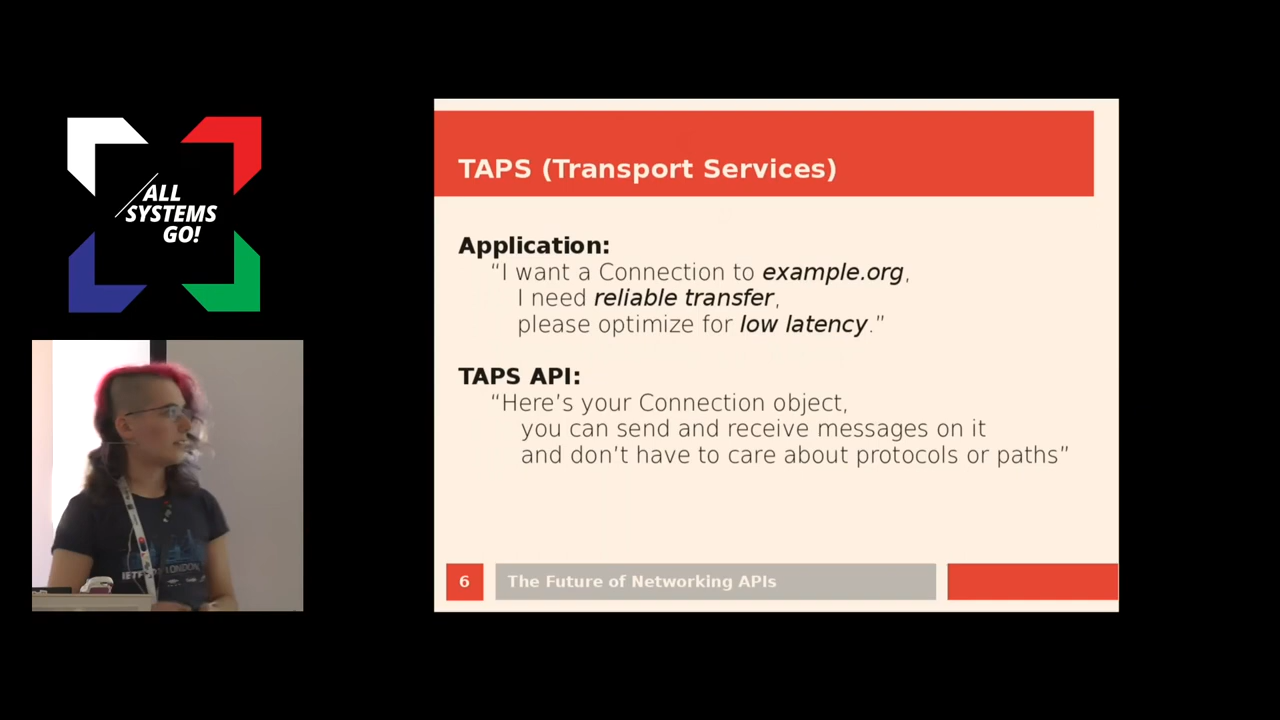 ALL
SYSTEMS
GO!
TAPS (Transport Services)
Application:
“I want a Connection to example.org,
I need reliable transfer,
please optimize for low latency.”
TAPS API:
“Here’s your Connection object,
you can send and receive messages on it
and don’t have to care about protocols or paths”
6
The Future of Networking APIs
LONDON